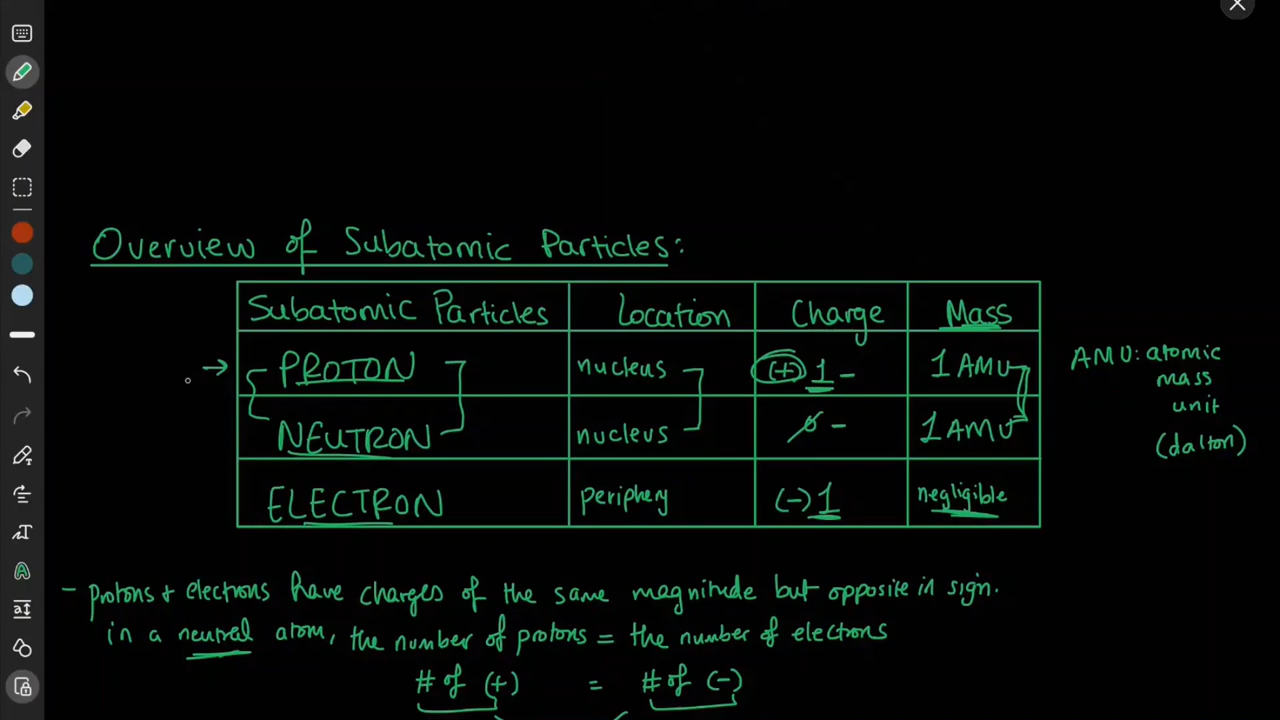 Overview of Subatomic Particles:
Subatomic Particles Location Charge Mass
→ PROTON nucleus (+) 1 - 1 AMU
NEUTRON nucleus ø - 1 AMU
ELECTRON periphery (-) 1 negligible
AMU: atomic
mass
unit
(dalton)
- protons + electrons have charges of the same magnitude but opposite in sign.
in a neutral atom, the number of protons = the number of electrons
# of (+) = # of (-)